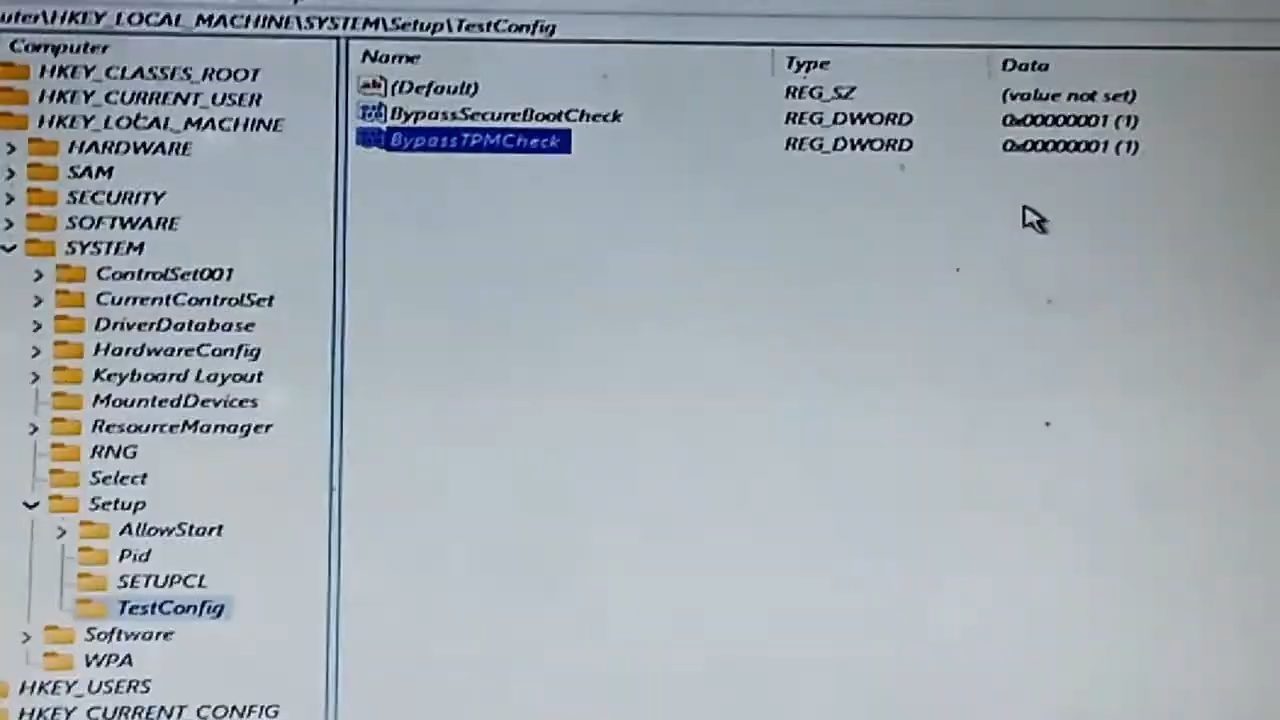 uter\HKEY_LOCAL_MACHINE\SYSTEM\Setup\TestConfig
Computer
HKEY_CLASSES_ROOT
HKEY_CURRENT_USER
HKEY_LOCAL_MACHINE
HARDWARE
SAM
SECURITY
SOFTWARE
SYSTEM
ControlSet001
CurrentControlSet
DriverDatabase
HardwareConfig
Keyboard Layout
MountedDevices
ResourceManager
RNG
Select
Setup
AllowStart
Pid
SETUPCL
TestConfig
Software
WPA
HKEY_USERS
HKEY_CURRENT_CONFIG
Name Type Data
ab (Default) REG_SZ (value not set)
BypassSecureBootCheck REG_DWORD 0x00000001 (1)
BypassTPMCheck REG_DWORD 0x00000001 (1)